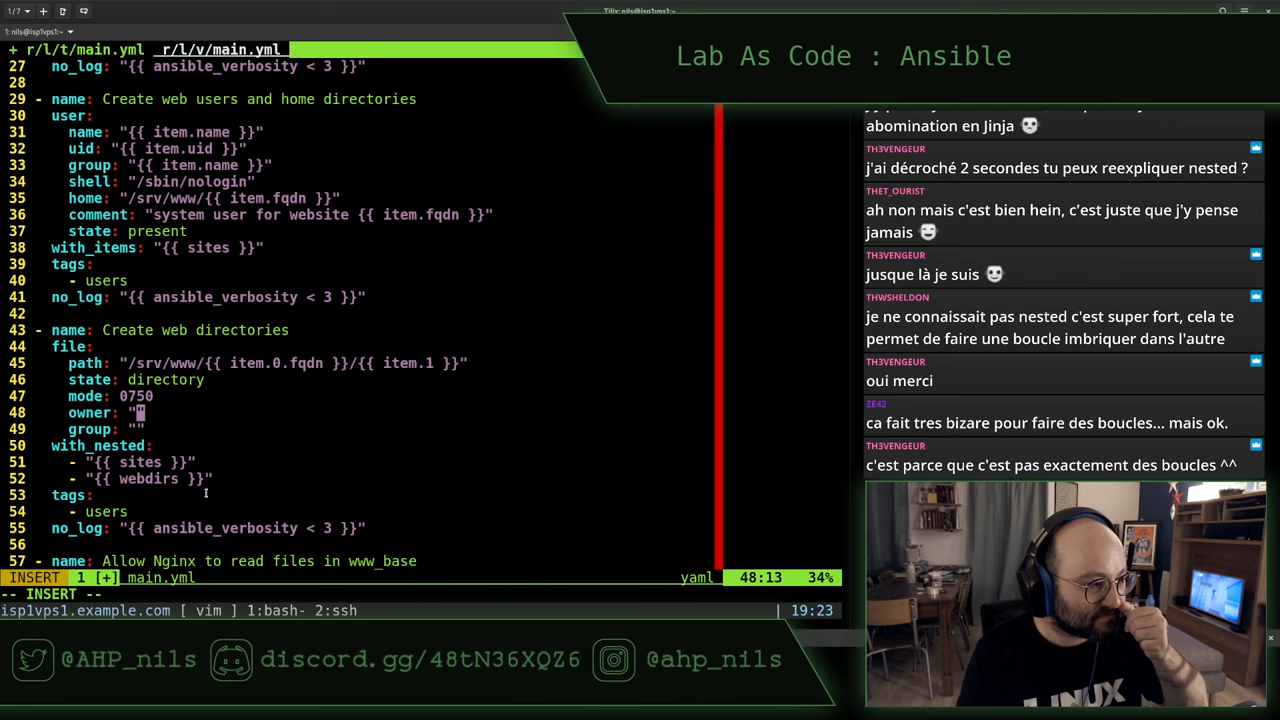 1/7
Tilix: nils@isp1vps1:~
1: nils@isp1vps1:~
+ r/l/t/main.yml  r/l/v/main.yml
Lab As Code : Ansible
27 no_log: "{{ ansible_verbosity < 3 }}"
28
29 - name: Create web users and home directories
30 user:
31 name: "{{ item.name }}"
32 uid: "{{ item.uid }}"
33 group: "{{ item.name }}"
34 shell: "/sbin/nologin"
35 home: "/srv/www/{{ item.fqdn }}"
36 comment: "system user for website {{ item.fqdn }}"
37 state: present
38 with_items: "{{ sites }}"
39 tags:
40 - users
41 no_log: "{{ ansible_verbosity < 3 }}"
42
43 - name: Create web directories
44 file:
45 path: "/srv/www/{{ item.0.fqdn }}/{{ item.1 }}"
46 state: directory
47 mode: 0750
48 owner: ""
49 group: ""
50 with_nested:
51 - "{{ sites }}"
52 - "{{ webdirs }}"
53 tags:
54 - users
55 no_log: "{{ ansible_verbosity < 3 }}"
56
57 - name: Allow Nginx to read files in www_base
INSERT 1 [+] main.yml yaml 48:13 34%
-- INSERT --
isp1vps1.example.com [ vim ] 1:bash- 2:ssh | 19:23
abomination en Jinja
TH3VENGEUR
j'ai décroché 2 secondes tu peux reexpliquer nested ?
THET_OURIST
ah non mais c'est bien hein, c'est juste que j'y pense
jamais
TH3VENGEUR
jusque là je suis
THWSHELDON
je ne connaissait pas nested c'est super fort, cela te
permet de faire une boucle imbriquer dans l'autre
TH3VENGEUR
oui merci
ZE42
ca fait tres bizare pour faire des boucles... mais ok.
TH3VENGEUR
c'est parce que c'est pas exactement des boucles ^^
LINUX
@AHP_nils discord.gg/48tN36XQZ6 @ahp_nils